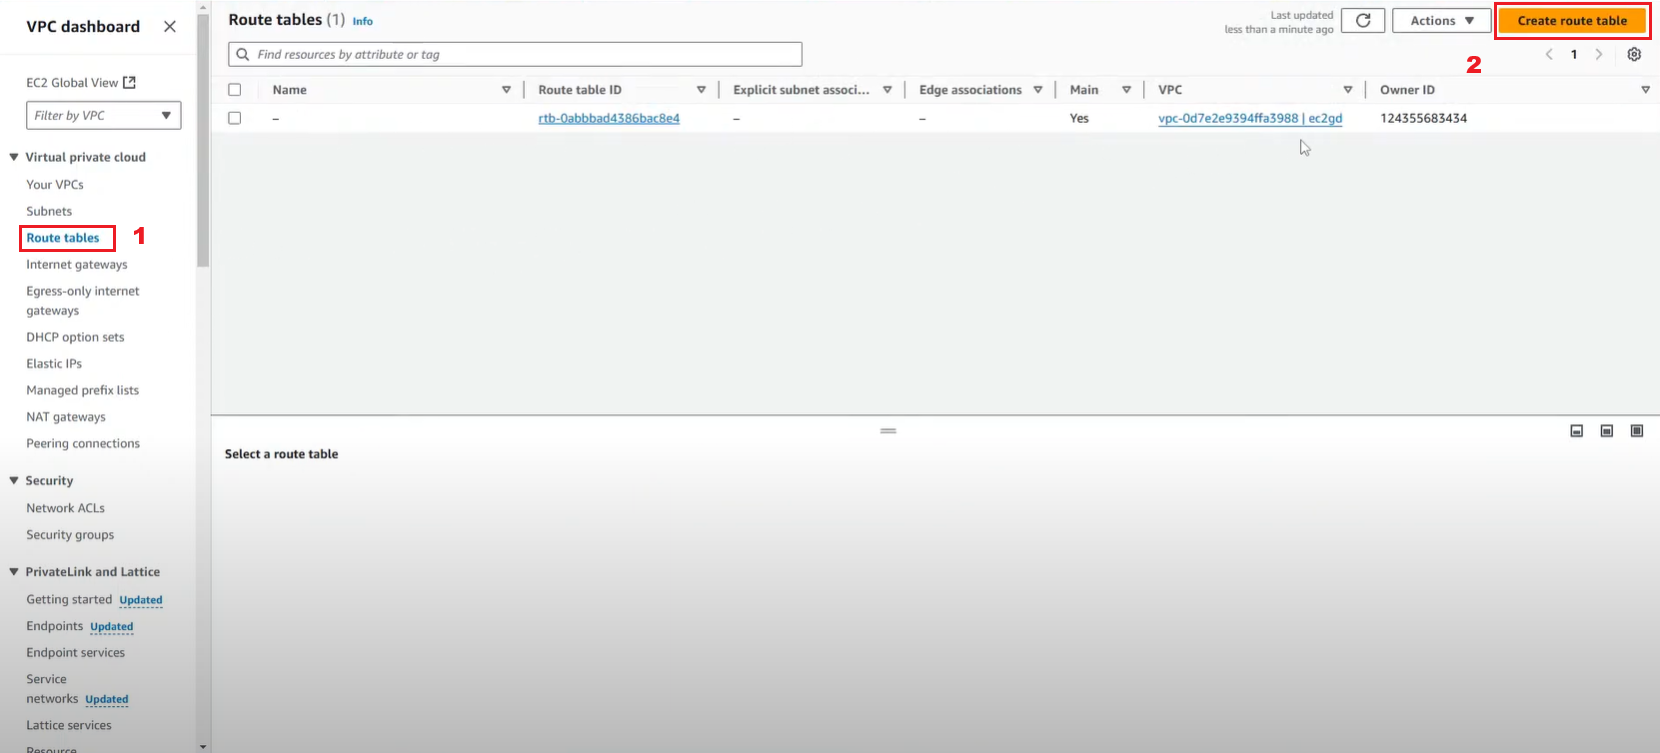 VPC dashboard
EC2 Global View
Filter by VPC
Virtual private cloud
Your VPCs
Subnets
Route tables
1
Internet gateways
Egress-only internet
gateways
DHCP option sets
Elastic IPs
Managed prefix lists
NAT gateways
Peering connections
Security
Network ACLs
Security groups
PrivateLink and Lattice
Getting started Updated
Endpoints Updated
Endpoint services
Service
networks Updated
Lattice services
Resource
Route tables (1) Info
Last updated
less than a minute ago
Actions
Create route table
2
Find resources by attribute or tag
1
Name Route table ID Explicit subnet associ... Edge associations Main VPC Owner ID
– rtb-0abbbad4386bac8e4 – – Yes vpc-0d7e2e9394ffa3988 | ec2gd 124355683434
Select a route table